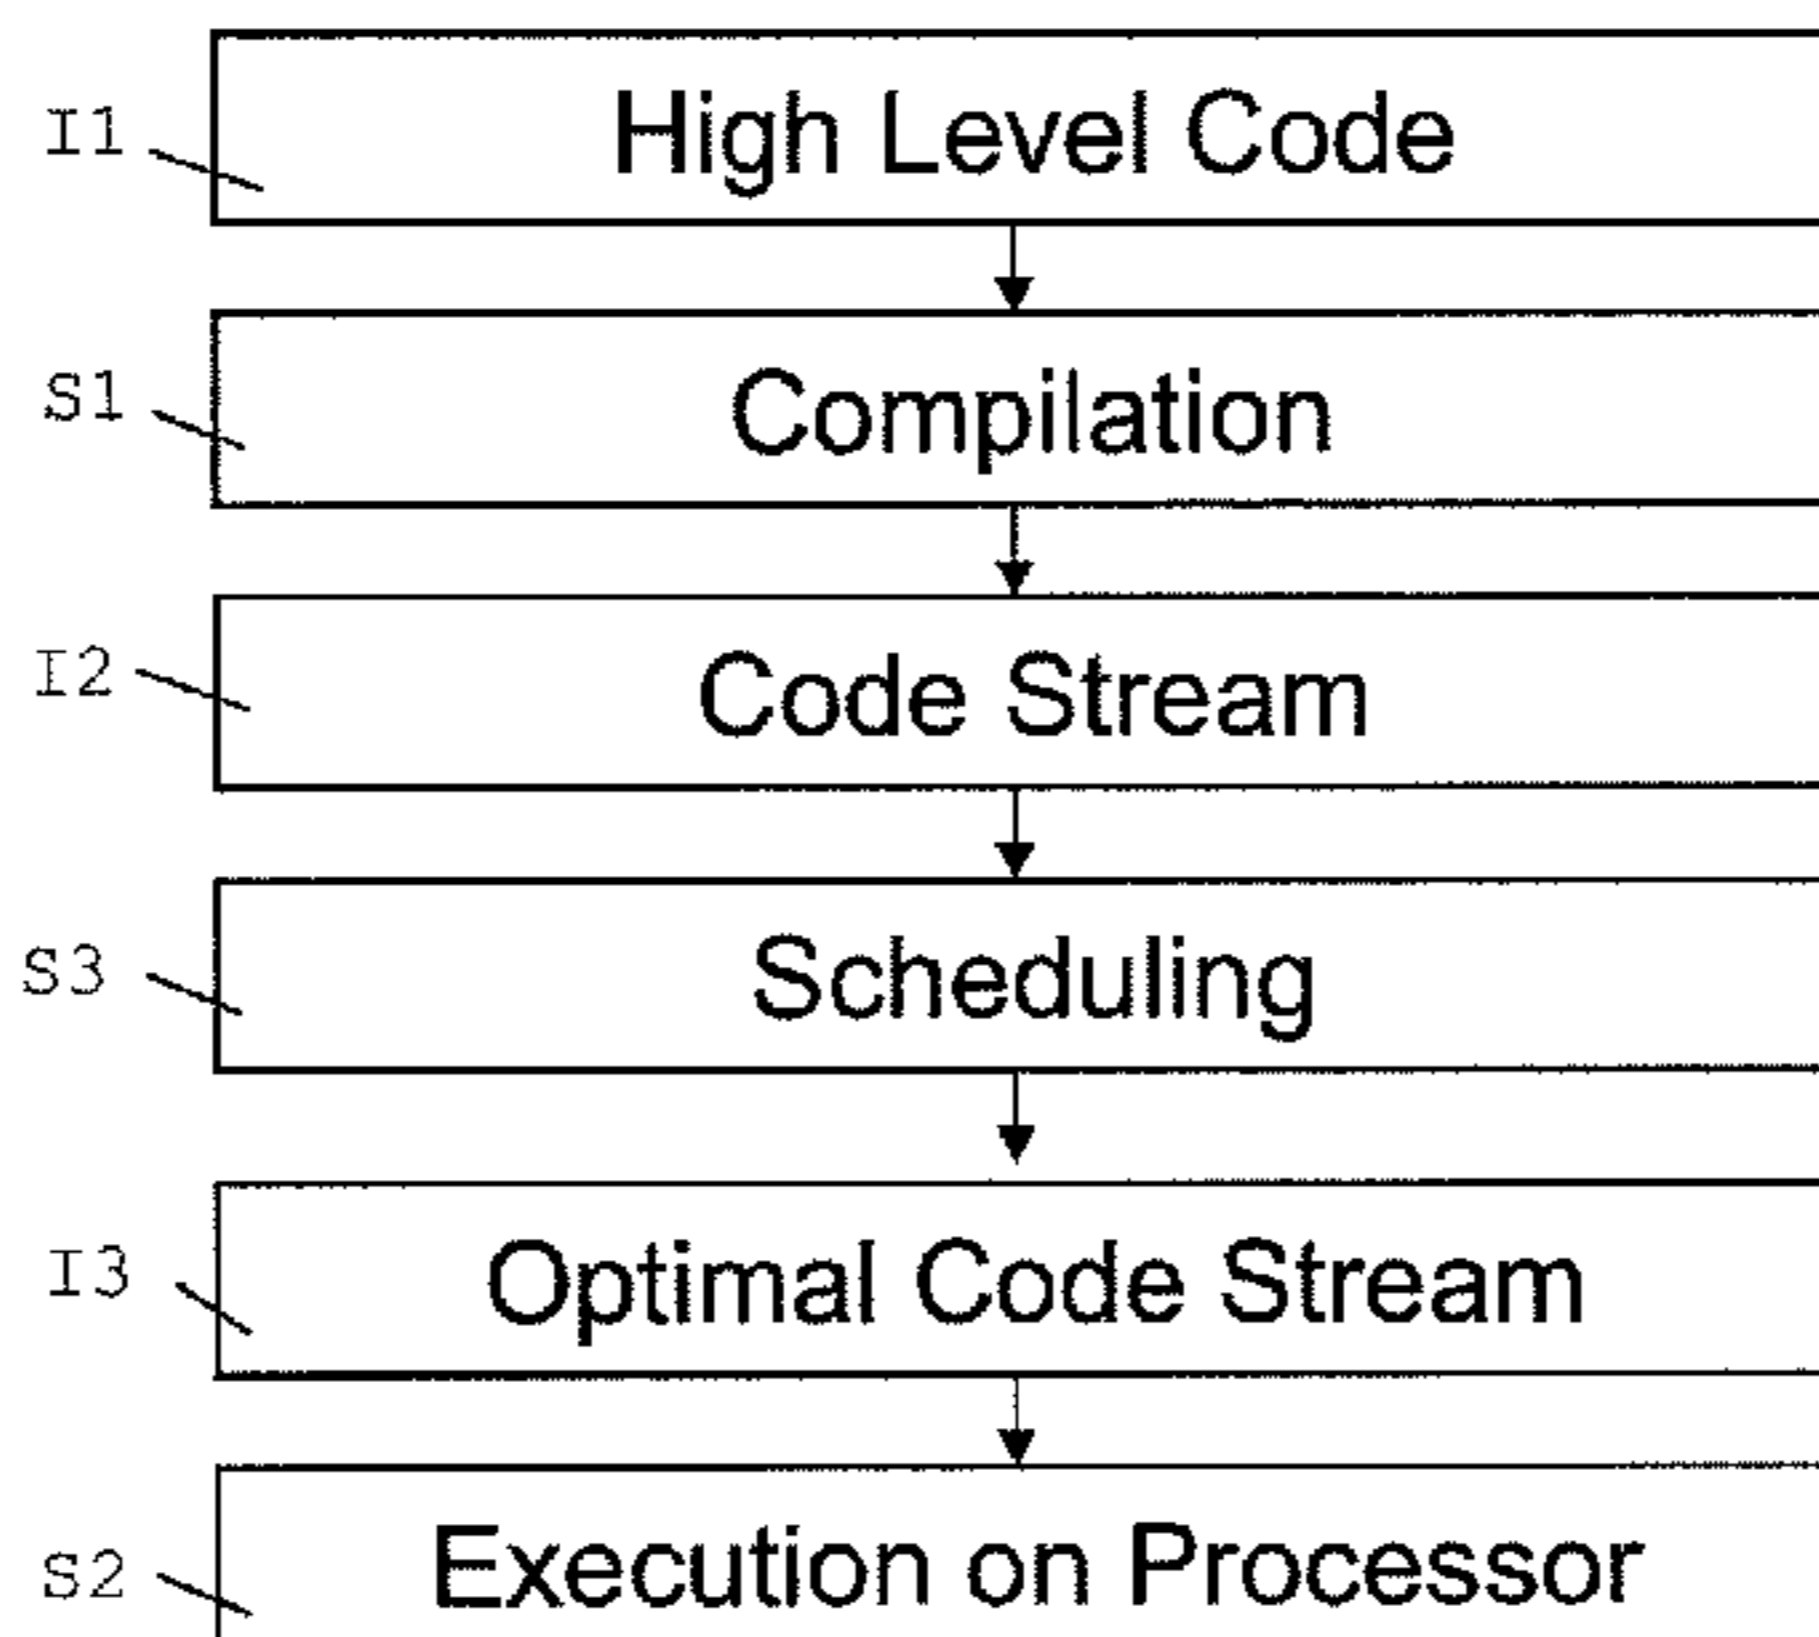 I1 High Level Code
S1 Compilation
I2 Code Stream
S3 Scheduling
I3 Optimal Code Stream
S2 Execution on Processor